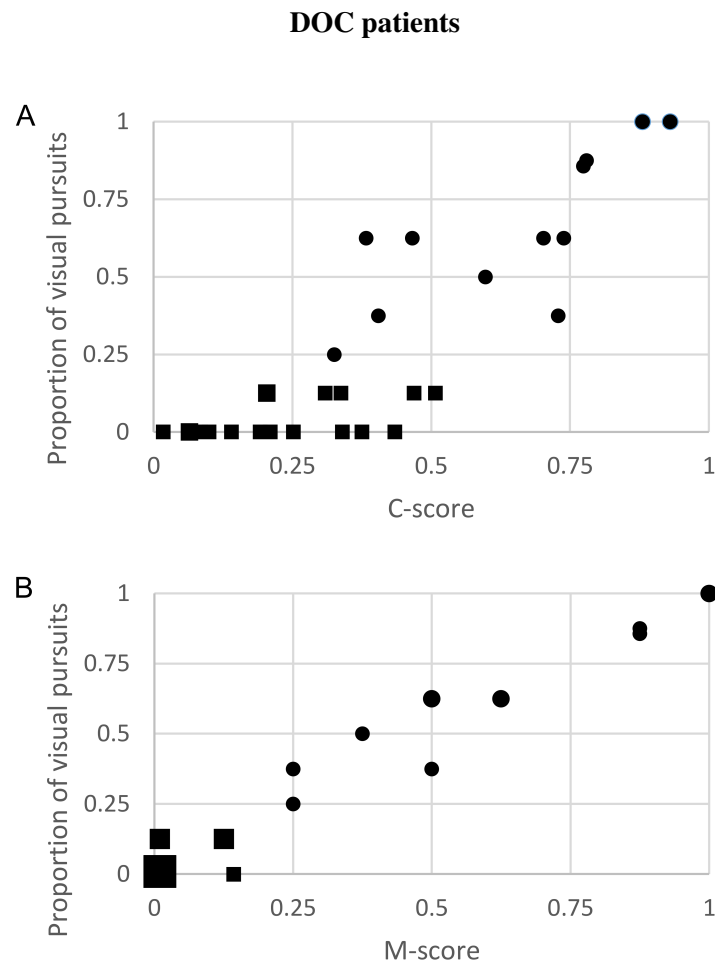 DOC patients
A
Proportion of visual pursuits
1
0.75
0.5
0.25
0
0 0.25 0.5 0.75 1
C-score
B
Proportion of visual pursuits
1
0.75
0.5
0.25
0
0 0.25 0.5 0.75 1
M-score